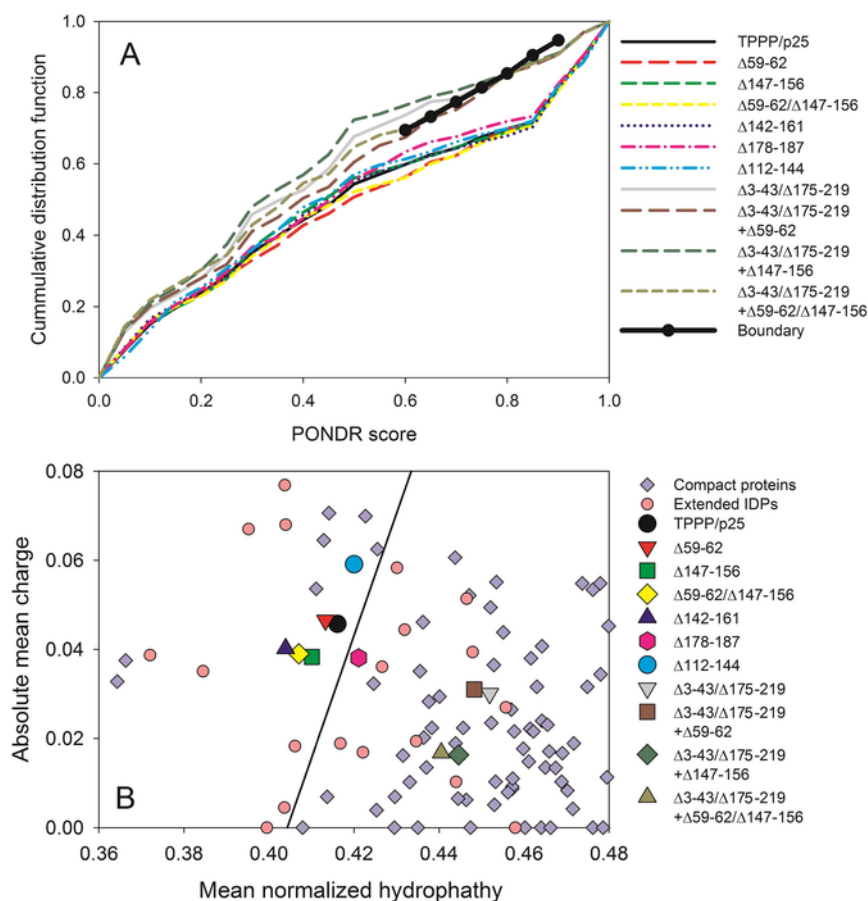 A
Cummulative distribution function
1.0
0.8
0.6
0.4
0.2
0.0
0.0 0.2 0.4 0.6 0.8 1.0
PONDR score
TPPP/p25
Δ59-62
Δ147-156
Δ59-62/Δ147-156
Δ142-161
Δ178-187
Δ112-144
Δ3-43/Δ175-219
Δ3-43/Δ175-219
+Δ59-62
Δ3-43/Δ175-219
+Δ147-156
Δ3-43/Δ175-219
+Δ59-62/Δ147-156
Boundary
B
Absolute mean charge
0.08
0.06
0.04
0.02
0.00
0.36 0.38 0.40 0.42 0.44 0.46 0.48
Mean normalized hydrophathy
Compact proteins
Extended IDPs
TPPP/p25
Δ59-62
Δ147-156
Δ59-62/Δ147-156
Δ142-161
Δ178-187
Δ112-144
Δ3-43/Δ175-219
Δ3-43/Δ175-219
+Δ59-62
Δ3-43/Δ175-219
+Δ147-156
Δ3-43/Δ175-219
+Δ59-62/Δ147-156